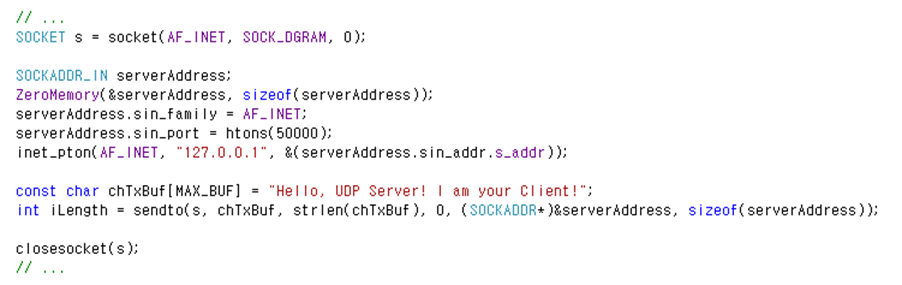 // ...
SOCKET s = socket(AF_INET, SOCK_DGRAM, 0);
SOCKADDR_IN serverAddress;
ZeroMemory(&serverAddress, sizeof(serverAddress));
serverAddress.sin_family = AF_INET;
serverAddress.sin_port = htons(50000);
inet_pton(AF_INET, "127.0.0.1", &(serverAddress.sin_addr.s_addr));
const char chTxBuf[MAX_BUF] = "Hello, UDP Server! I am your Client!";
int iLength = sendto(s, chTxBuf, strlen(chTxBuf), 0, (SOCKADDR*)&serverAddress, sizeof(serverAddress));
closesocket(s);
// ...